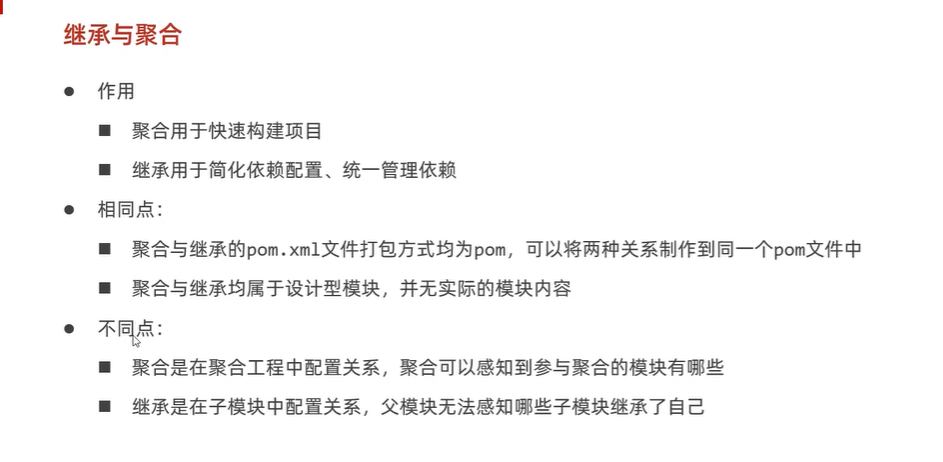 继承与聚合
作用
聚合用于快速构建项目
继承用于简化依赖配置、统一管理依赖
相同点：
聚合与继承的pom.xml文件打包方式均为pom，可以将两种关系制作到同一个pom文件中
聚合与继承均属于设计型模块，并无实际的模块内容
不同点：
聚合是在聚合工程中配置关系，聚合可以感知到参与聚合的模块有哪些
继承是在子模块中配置关系，父模块无法感知哪些子模块继承了自己